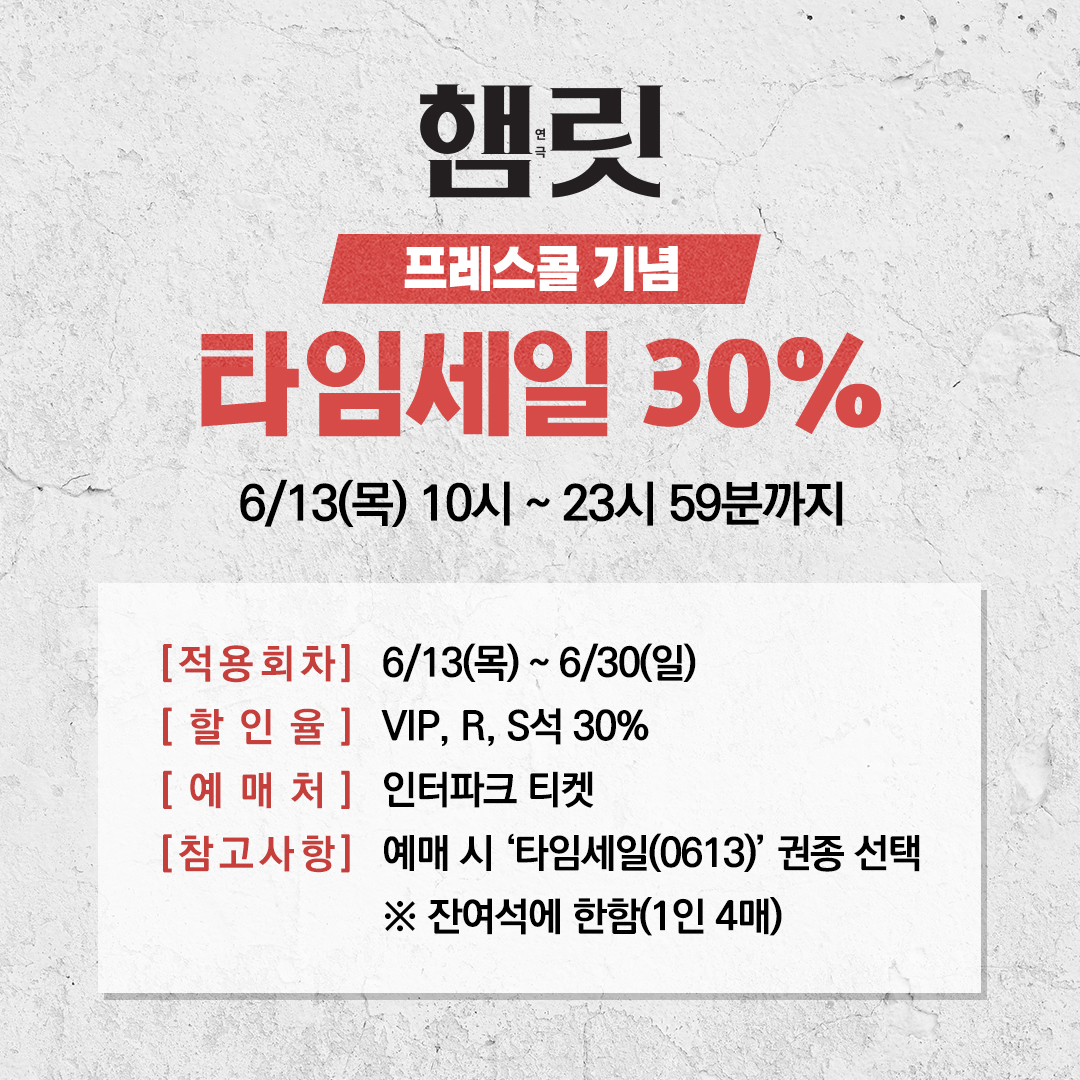 연극 햄릿
프레스콜 기념
타임세일 30%
6/13(목) 10시 ~ 23시 59분까지
[적용회차] 6/13(목) ~ 6/30(일)
[할인율] VIP, R, S석 30%
[예매처] 인터파크 티켓
[참고사항] 예매 시 ‘타임세일(0613)’ 권종 선택
※ 잔여석에 한함(1인 4매)